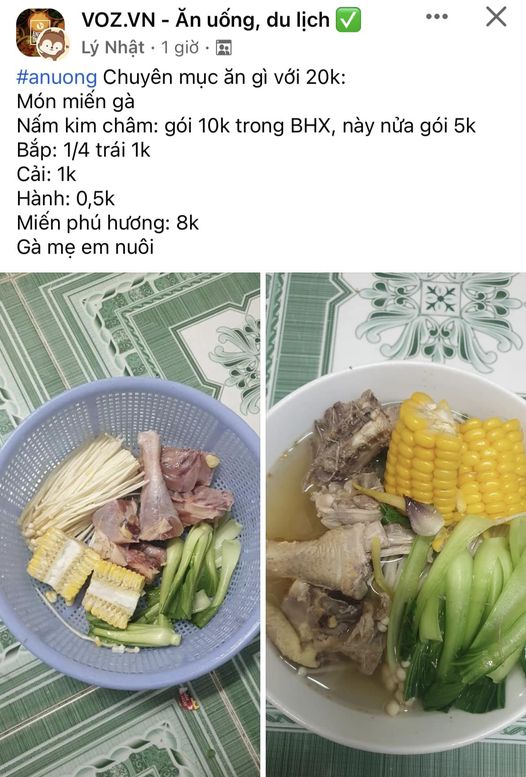 VOZ.VN - Ăn uống, du lịch ✅
Lý Nhật · 1 giờ ·
#anuong Chuyên mục ăn gì với 20k:
Món miến gà
Nấm kim châm: gói 10k trong BHX, này nửa gói 5k
Bắp: 1/4 trái 1k
Cải: 1k
Hành: 0,5k
Miến phú hương: 8k
Gà mẹ em nuôi